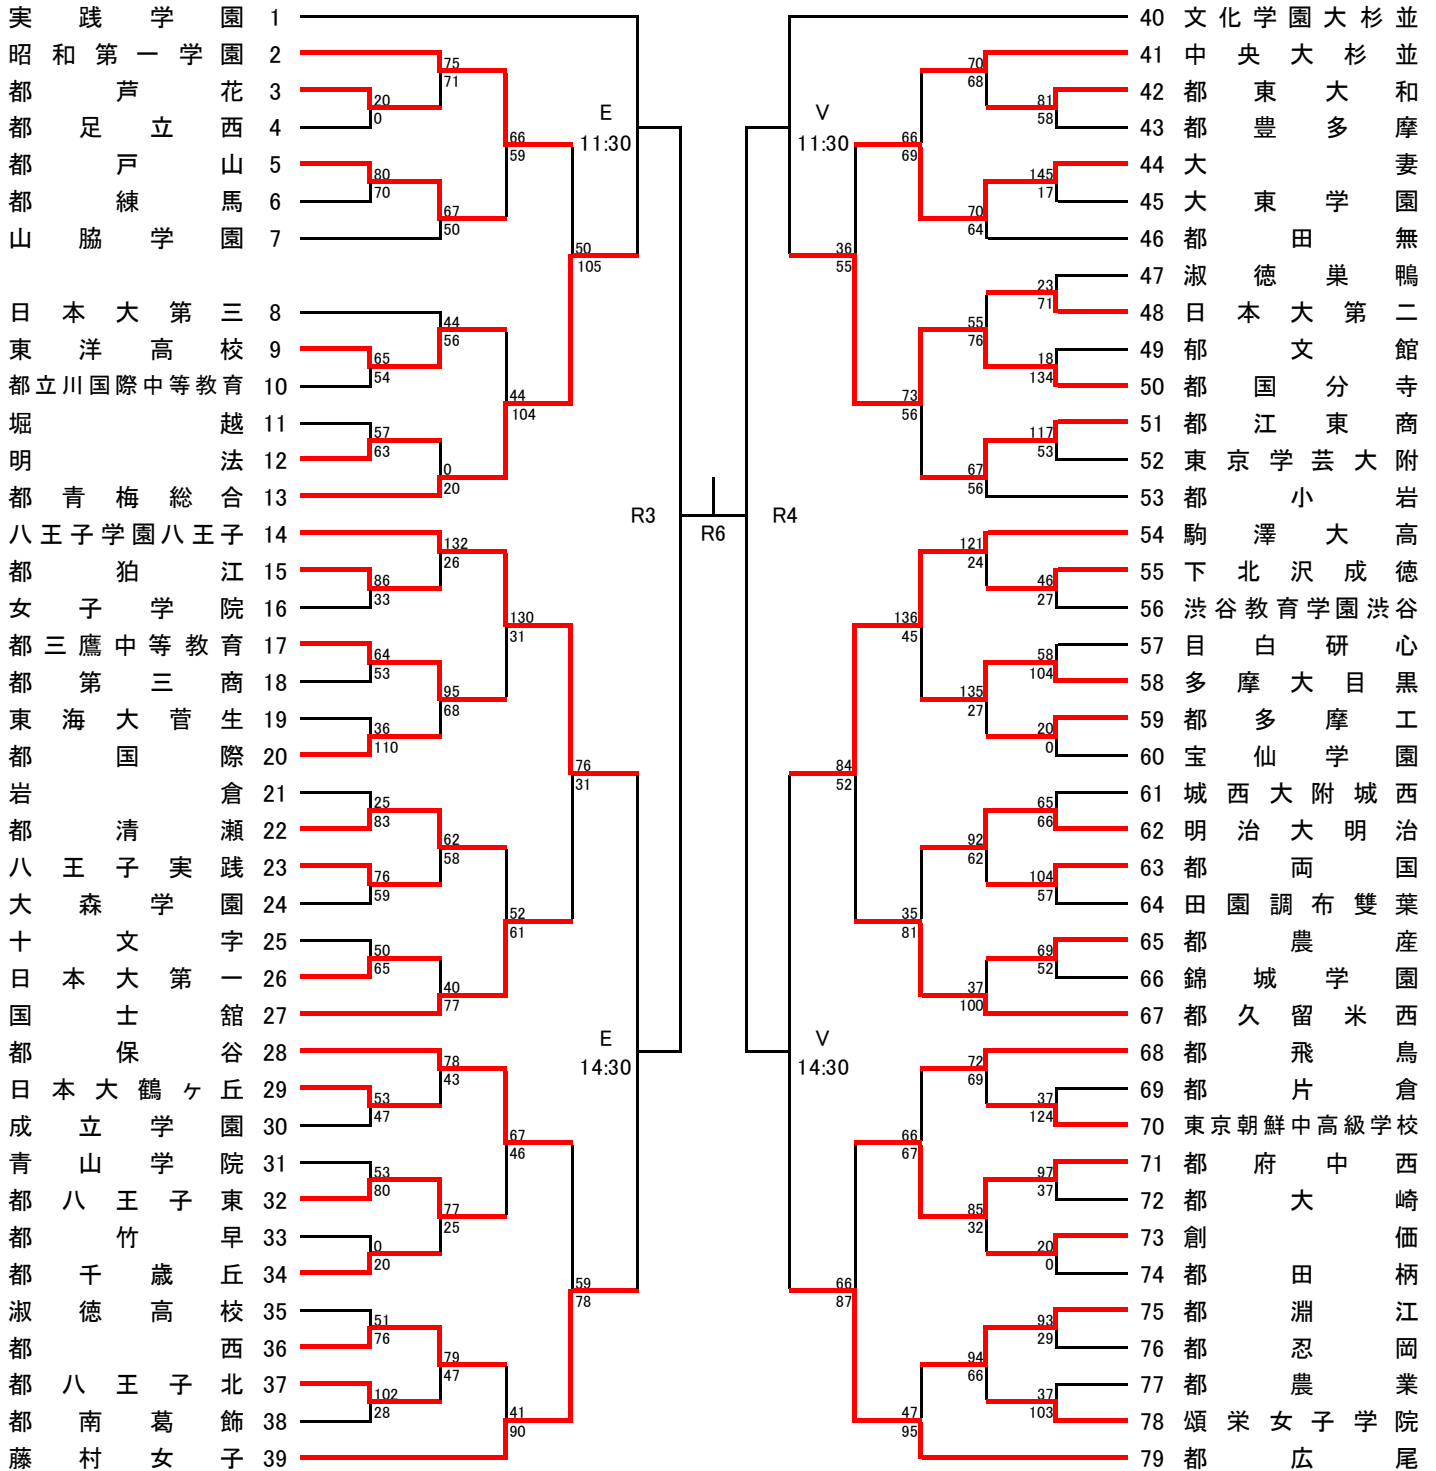 実践学園 1
昭和第一学園 2
都芦花 3
都足立西 4
都戸山 5
都練馬 6
山脇学園 7
日本大第三 8
東洋高校 9
都立川国際中等教育 10
堀越 11
明法 12
都青梅総合 13
八王子学園八王子 14
都狛江 15
女子学院 16
都三鷹中等教育 17
都第三商 18
東海大菅生 19
都国際 20
岩倉 21
都清瀬 22
八王子実践 23
大森学園 24
十文字 25
日本大第一 26
国士舘 27
都保谷 28
日本大鶴ヶ丘 29
成立学園 30
青山学院 31
都八王子東 32
都竹早 33
都千歳丘 34
淑徳高校 35
都西 36
都八王子北 37
都南葛飾 38
藤村女子 39
20
0
80
70
65
54
57
63
86
33
64
53
36
110
25
83
76
59
50
65
53
47
53
80
0
20
51
76
102
28
75
71
67
50
44
56
0
20
132
26
95
68
62
58
40
77
78
43
77
25
79
47
66
59
44
104
130
31
52
61
67
46
41
90
50
105
76
31
59
78
E
11:30
E
14:30
R3
R6
R4
V
11:30
V
14:30
36
55
84
52
66
87
66
69
73
56
136
45
35
81
66
67
47
95
70
68
70
64
55
76
67
56
121
24
135
27
92
62
37
100
72
69
85
32
94
66
81
58
145
17
23
71
18
134
117
53
46
27
58
104
20
0
65
66
104
57
69
52
37
124
97
37
20
0
93
29
37
103
40 文化学園大杉並
41 中央大杉並
42 都東大和
43 都豊多摩
44 大妻
45 大東学園
46 都田無
47 淑徳巣鴨
48 日本大第二
49 郁文館
50 都国分寺
51 都江東商
52 東京学芸大附
53 都小岩
54 駒澤大高
55 下北沢成徳
56 渋谷教育学園渋谷
57 目白研心
58 多摩大目黒
59 都多摩工
60 宝仙学園
61 城西大附城西
62 明治大明治
63 都両国
64 田園調布雙葉
65 都農産
66 錦城学園
67 都久留米西
68 都飛鳥
69 都片倉
70 東京朝鮮中高級学校
71 都府中西
72 都大崎
73 創価
74 都田柄
75 都淵江
76 都忍岡
77 都農業
78 頌栄女子学院
79 都広尾